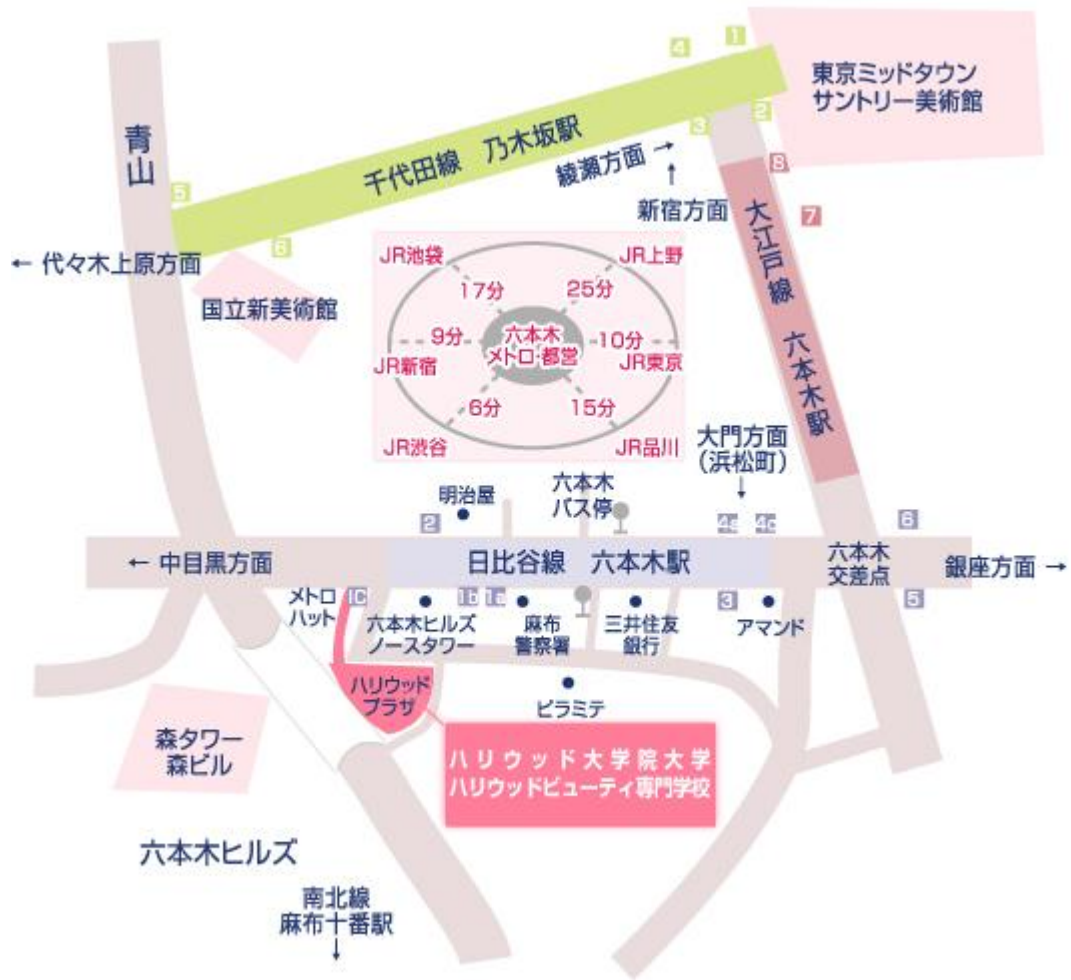 4
1
東京ミッドタウン
サントリー美術館
青山
千代田線 乃木坂駅
3
2
綾瀬方面 →
↑
新宿方面
8
7
5
6
大江戸線 六本木駅
← 代々木上原方面
国立新美術館
JR池袋
JR上野
17分
25分
9分
六本木
メトロ・都営
10分
JR新宿
JR東京
6分
15分
JR渋谷
JR品川
大門方面
(浜松町)
↓
明治屋
六本木
バス停
2
4a
4c
6
← 中目黒方面
日比谷線 六本木駅
六本木
交差点
銀座方面 →
メトロ
ハット
1C
1b
1a
3
5
六本木ヒルズ
ノースタワー
麻布
警察署
三井住友
銀行
アマンド
ハリウッド
プラザ
ピラミデ
森タワー
森ビル
ハリウッド大学院大学
ハリウッドビューティ専門学校
六本木ヒルズ
南北線
麻布十番駅
↓